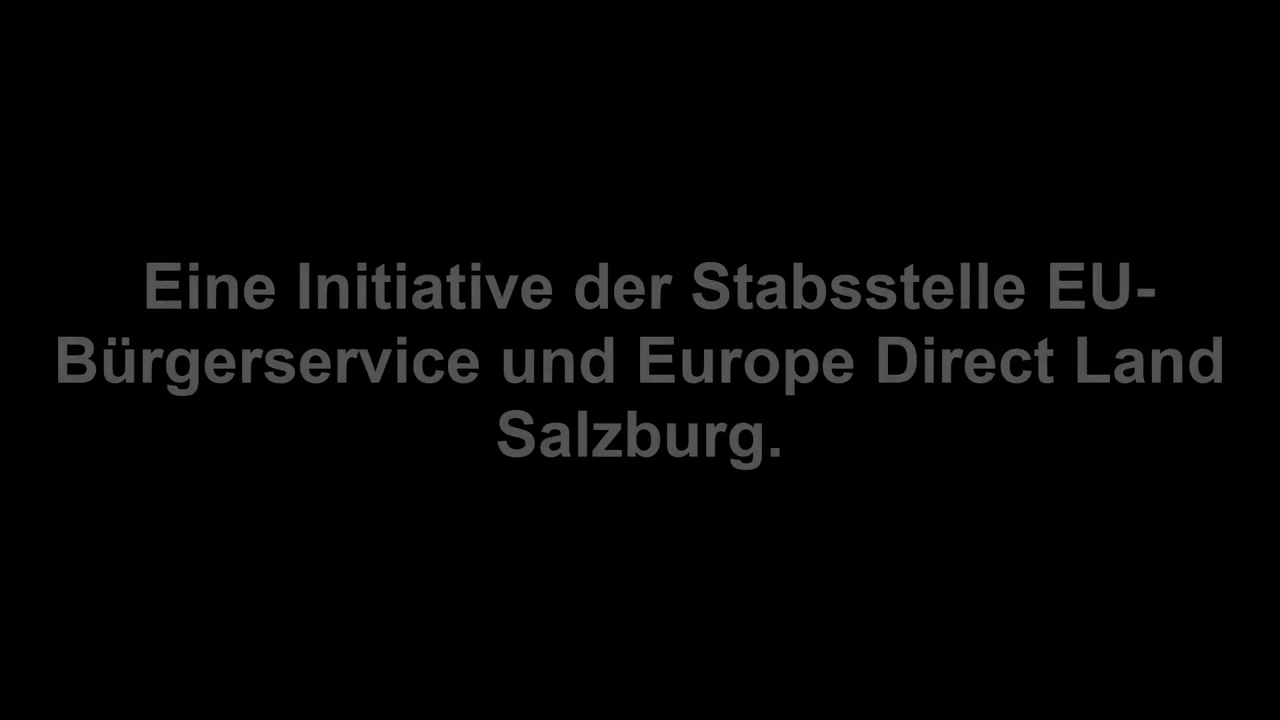 Eine Initiative der Stabsstelle EU-
Bürgerservice und Europe Direct Land
Salzburg.